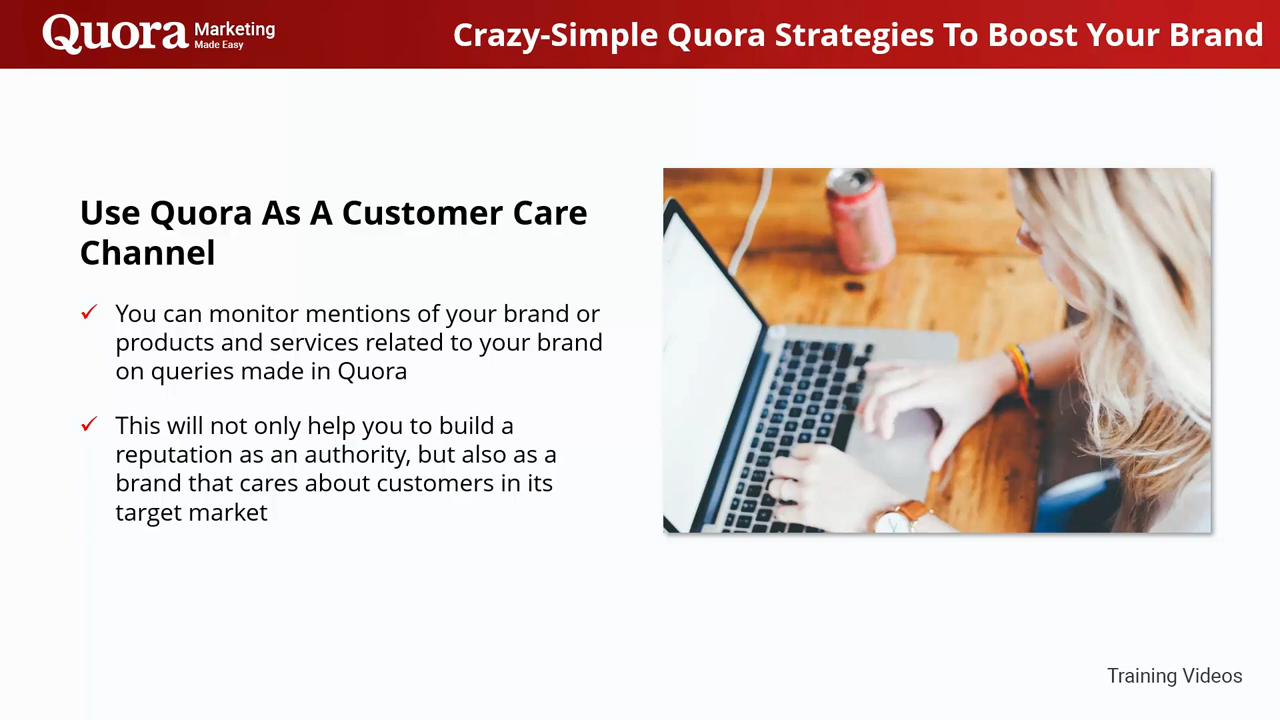 Quora Marketing
Made Easy
Crazy-Simple Quora Strategies To Boost Your Brand
Use Quora As A Customer Care
Channel
✓ You can monitor mentions of your brand or
products and services related to your brand
on queries made in Quora
✓ This will not only help you to build a
reputation as an authority, but also as a
brand that cares about customers in its
target market
Training Videos